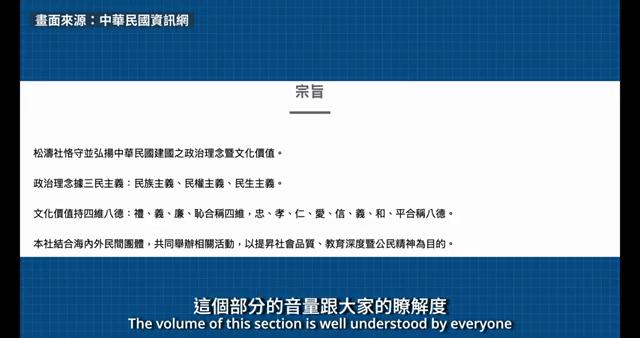 畫面來源：中華民國資訊網
宗旨
松濤社恪守並弘揚中華民國建國之政治理念暨文化價值。
政治理念據三民主義：民族主義、民權主義、民生主義。
文化價值持四維八德：禮、義、廉、恥合稱四維，忠、孝、仁、愛、信、義、和、平合稱八德。
本社結合海內外民間團體，共同舉辦相關活動，以提昇社會品質、教育深度暨公民精神為目的。
這個部分的音量跟大家的瞭解度
The volume of this section is well understood by everyone